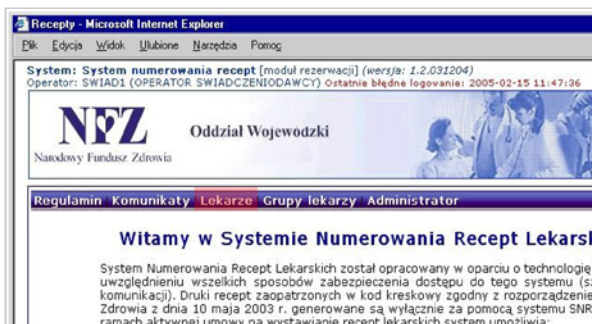 Recepty - Microsoft Internet Explorer
Plik Edycja Widok Ulubione Narzędzia Pomoc
System: System numerowania recept [moduł rezerwacji] (wersja: 1.2.031204)
Operator: SWIAD1 (OPERATOR SWIADCZENIODAWCY) Ostatnie błędne logowanie: 2005-02-15 11:47:36
NFZ
Oddział Wojewódzki
Narodowy Fundusz Zdrowia
Regulamin Komunikaty Lekarze Grupy lekarzy Administrator
Witamy w Systemie Numerowania Recept Lekarsk
System Numerowania Recept Lekarskich został opracowany w oparciu o technologię
uwzględnieniu wszelkich sposobów zabezpieczenia dostępu do tego systemu (s
komunikacji). Druki recept zaopatrzonych w kod kreskowy zgodny z rozporządzenie
Zdrowia z dnia 10 maja 2003 r. generowane są wyłącznie za pomocą systemu SNR
ramach aktywnej umowy na wystawianie recept lekarskich system umożliwia: